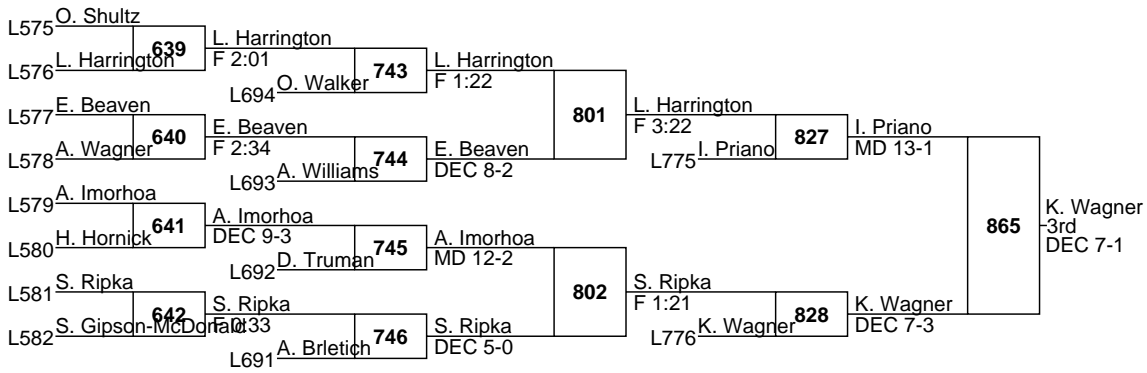 L575 O. Shultz
639
L576 L. Harrington
L. Harrington
F 2:01
743
L694 O. Walker
L. Harrington
F 1:22
L577 E. Beaven
640
L578 A. Wagner
E. Beaven
F 2:34
744
L693 A. Williams
E. Beaven
DEC 8-2
801
L. Harrington
F 3:22
827
L775 I. Priano
I. Priano
MD 13-1
L579 A. Imorhoa
641
L580 H. Hornick
A. Imorhoa
DEC 9-3
745
L692 D. Truman
A. Imorhoa
MD 12-2
L581 S. Ripka
642
L582 S. Gipson-McDonald
S. Ripka
F 0:33
746
L691 A. Brletich
S. Ripka
DEC 5-0
802
S. Ripka
F 1:21
828
L776 K. Wagner
K. Wagner
DEC 7-3
865
K. Wagner
3rd
DEC 7-1